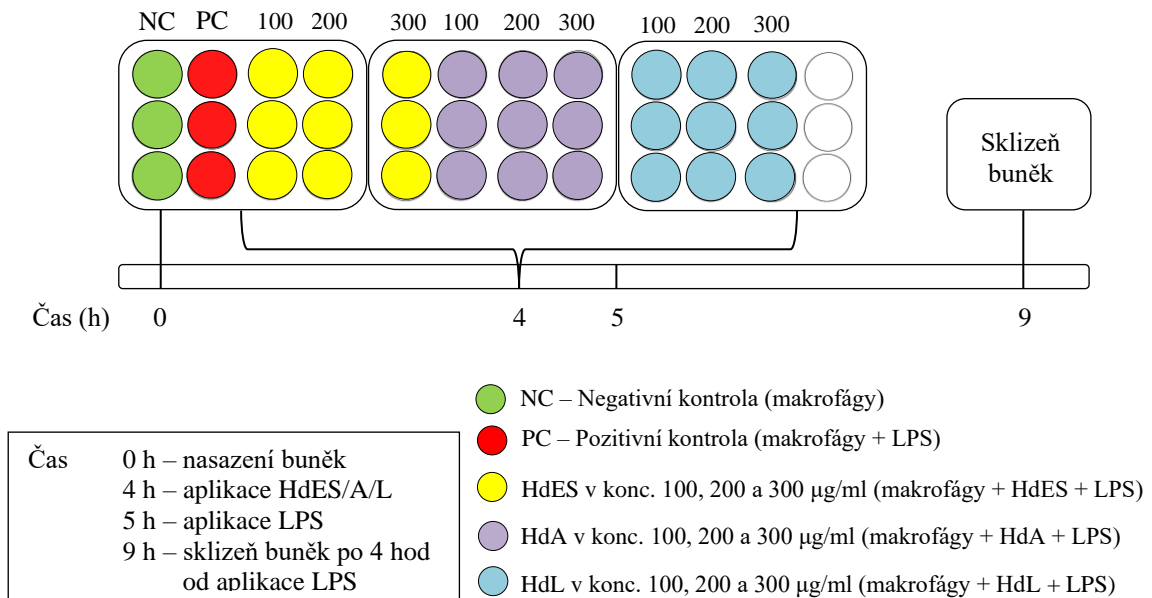 NC PC 100 200 300 100 200 300 100 200 300
Sklizeň
buněk
Čas (h) 0 4 5 9
NC – Negativní kontrola (makrofágy)
PC – Pozitivní kontrola (makrofágy + LPS)
HdES v konc. 100, 200 a 300 μg/ml (makrofágy + HdES + LPS)
HdA v konc. 100, 200 a 300 μg/ml (makrofágy + HdA + LPS)
HdL v konc. 100, 200 a 300 μg/ml (makrofágy + HdL + LPS)
Čas 0 h – nasazení buněk
4 h – aplikace HdES/A/L
5 h – aplikace LPS
9 h – sklizeň buněk po 4 hod
od aplikace LPS